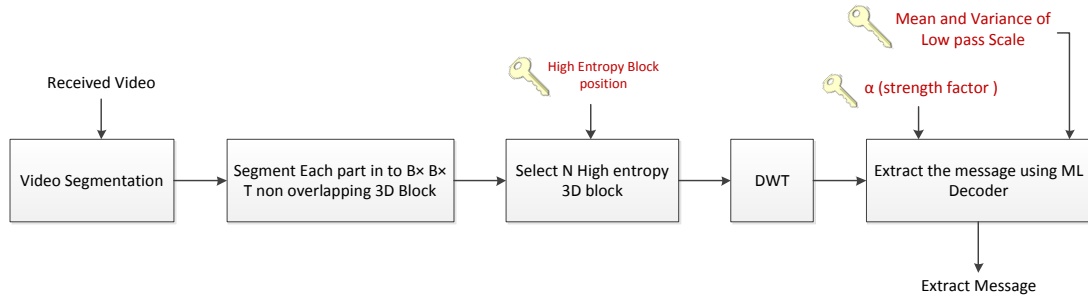 Mean and Variance of
Low pass Scale
High Entropy Block
position
Received Video
α (strength factor )
Video Segmentation
Segment Each part in to B× B×
T non overlapping 3D Block
Select N High entropy
3D block
DWT
Extract the message using ML
Decoder
Extract Message